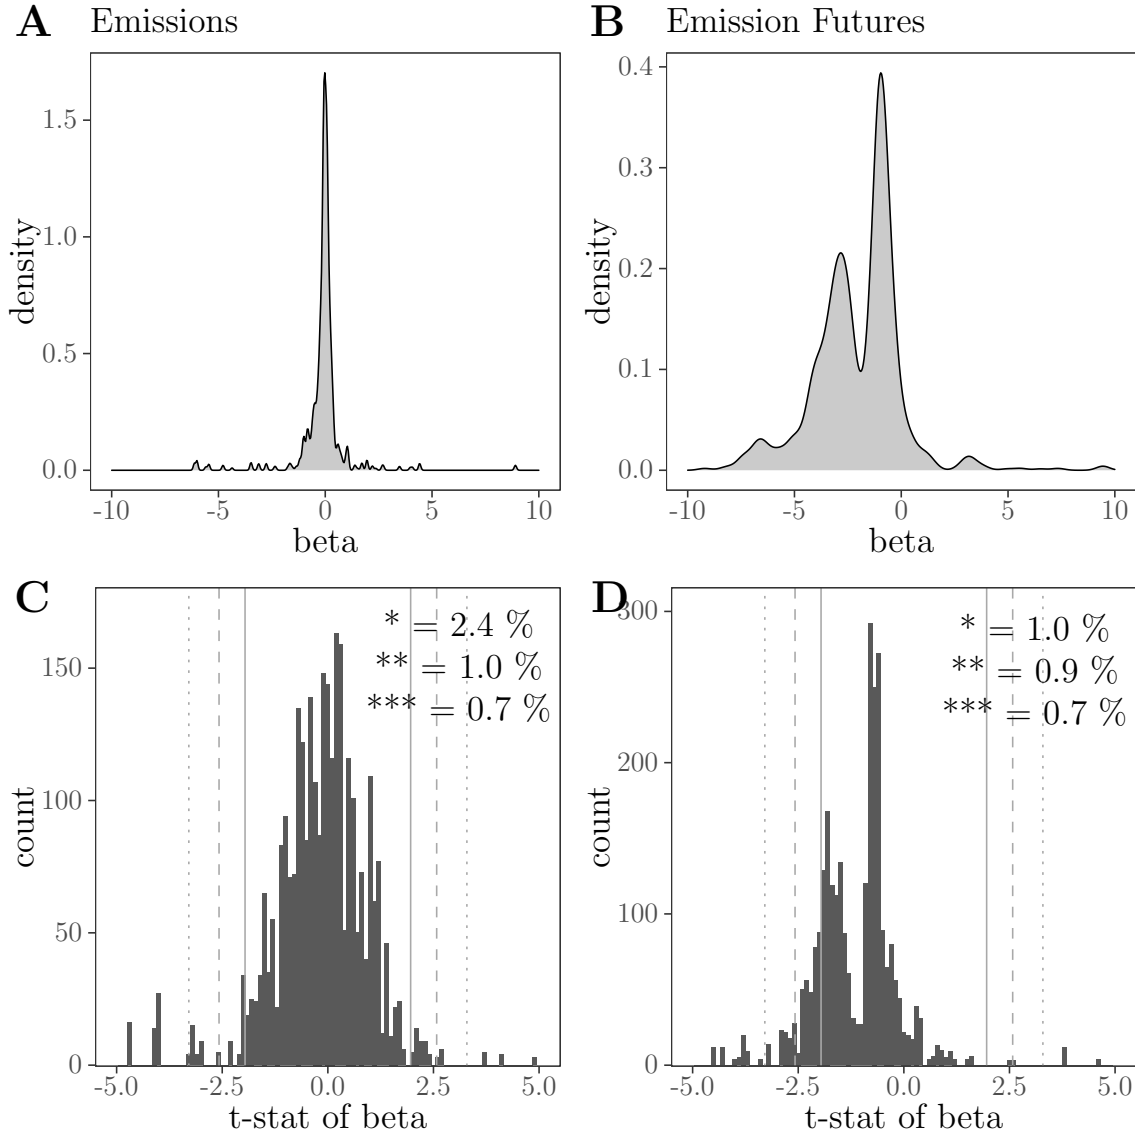 A Emissions
density
1.5
1.0
0.5
0.0
-10 -5 0 5 10
beta
B Emission Futures
density
0.4
0.3
0.2
0.1
0.0
-10 -5 0 5 10
beta
C
count
150
100
50
0
* = 2.4 %
** = 1.0 %
*** = 0.7 %
-5.0 -2.5 0.0 2.5 5.0
t-stat of beta
D
count
300
200
100
0
* = 1.0 %
** = 0.9 %
*** = 0.7 %
-5.0 -2.5 0.0 2.5 5.0
t-stat of beta